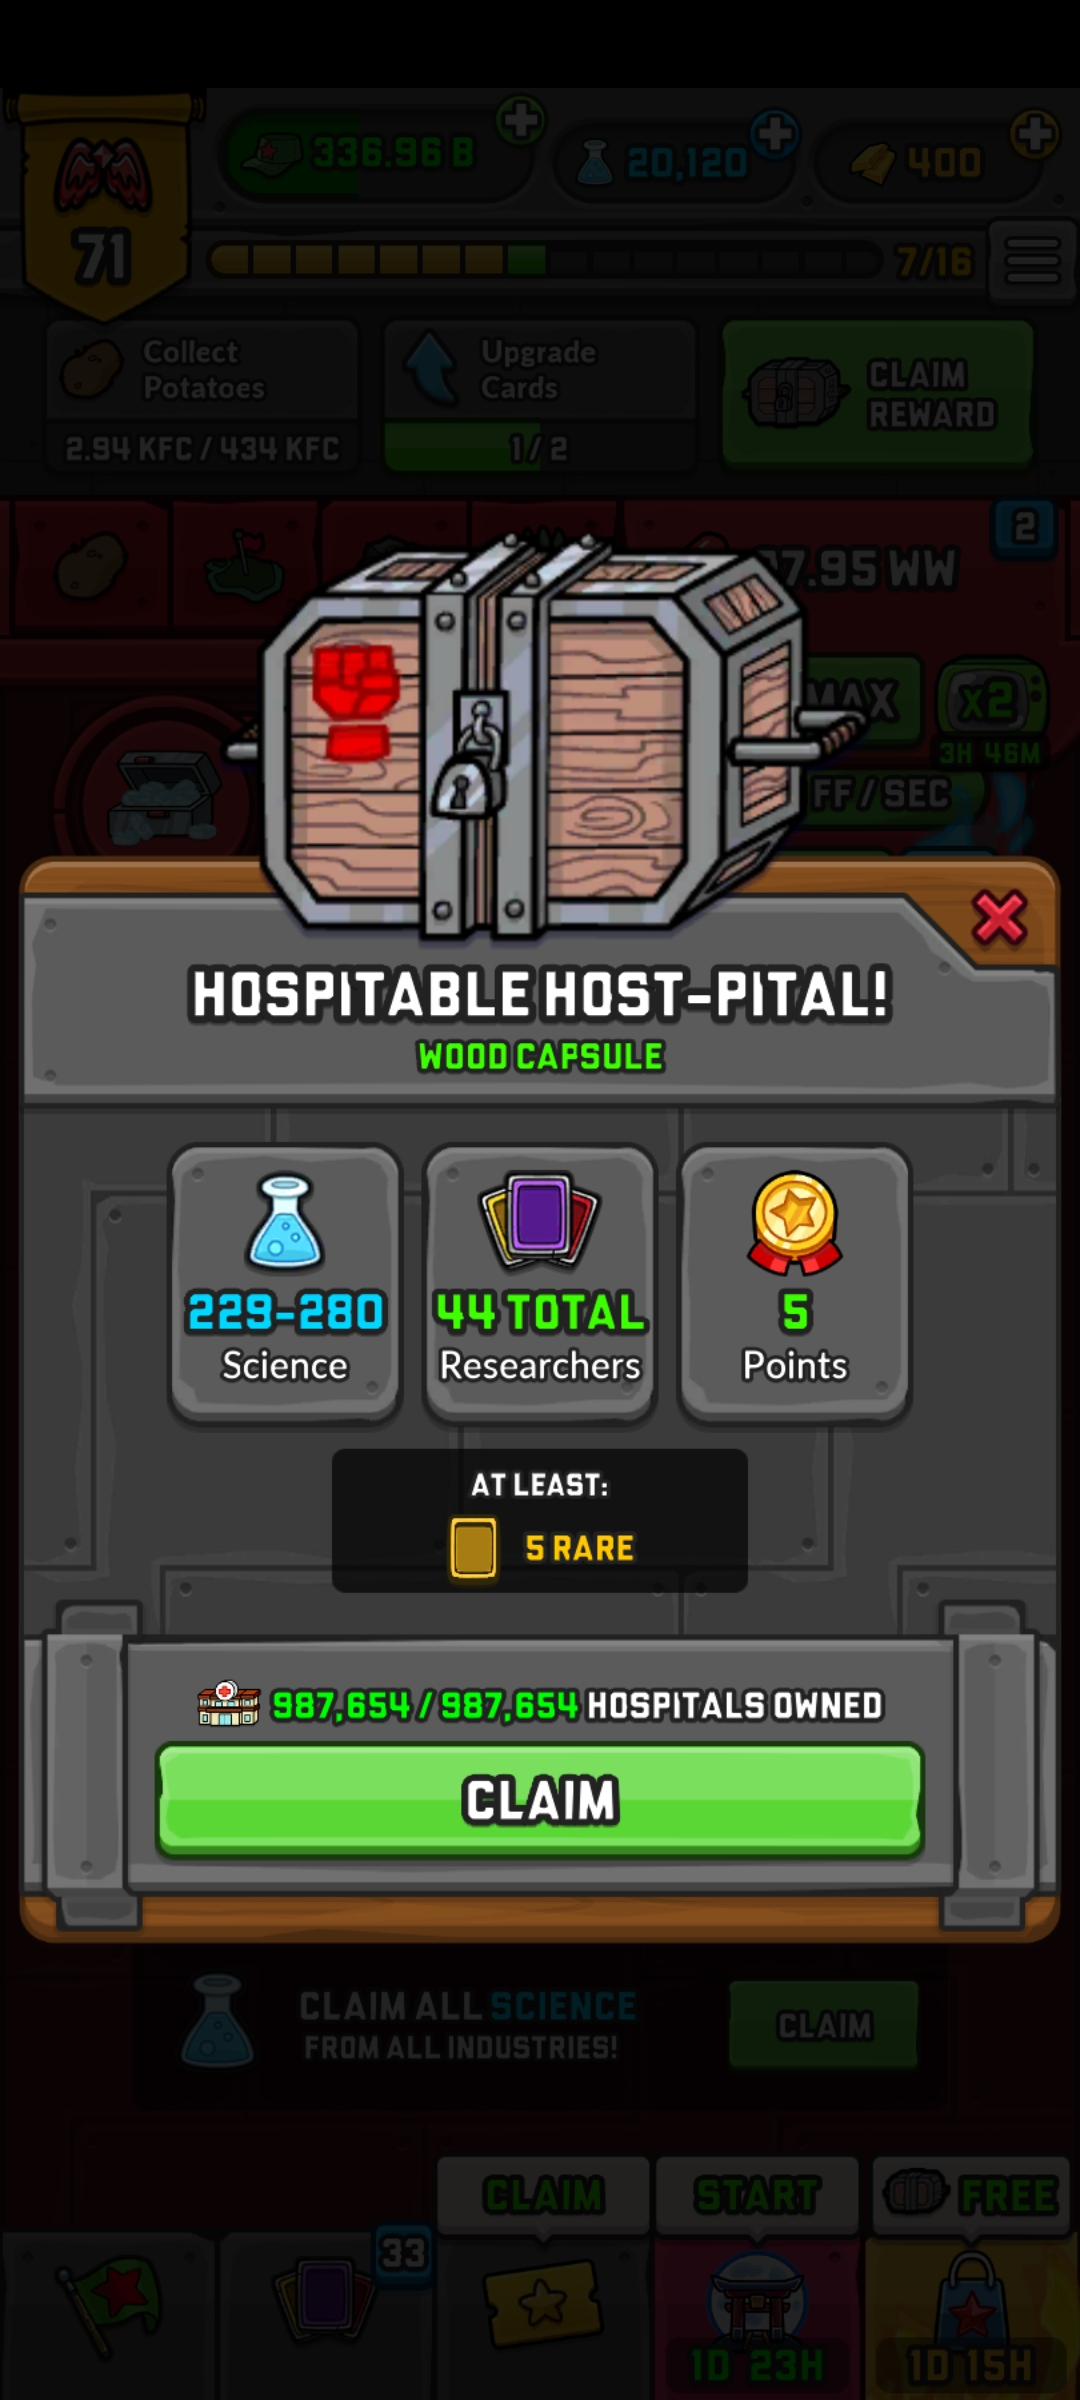 336.96 B
20,120
400
71
7/16
Collect
Potatoes
2.94 KFC / 434 KFC
Upgrade
Cards
1/ 2
CLAIM
REWARD
2
7.95 WW
MAX
X2
3H 46M
FF / SEC
HOSPITABLE HOST-PITAL!
WOOD CAPSULE
229-280
Science
44 TOTAL
Researchers
5
Points
AT LEAST:
5 RARE
987,654 / 987,654 HOSPITALS OWNED
CLAIM
CLAIM ALL SCIENCE
FROM ALL INDUSTRIES!
CLAIM
CLAIM
START
FREE
33
1D 23H
1D 15H